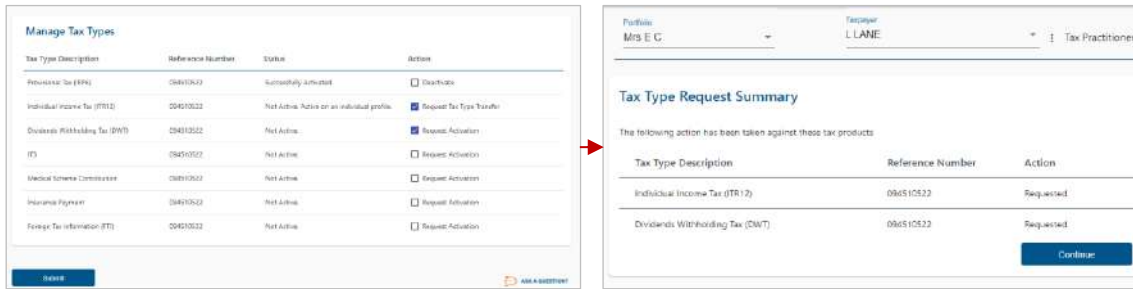 Manage Tax Types
Tax Type Description Reference Number Status Action
Provisional Tax (IRP6) Successfully Activated Deactivate
Individual Income Tax (ITR12) Not Active. Active on an individual profile. Request Tax Type Transfer
Dividends Withholding Tax (DWT) Not Active Request Activation
IT3 Not Active Request Activation
Medical Scheme Contribution Not Active Request Activation
Insurance Payment Not Active Request Activation
Foreign Tax Information (FTI) Not Active Request Activation
Submit
ASK A QUESTION?
Portfolio Taxpayer
Mrs E C L LANE Tax Practitioner
Tax Type Request Summary
The following action has been taken against these tax products
Tax Type Description Reference Number Action
Individual Income Tax (ITR12) 094510522 Requested
Dividends Withholding Tax (DWT) 094510522 Requested
Continue